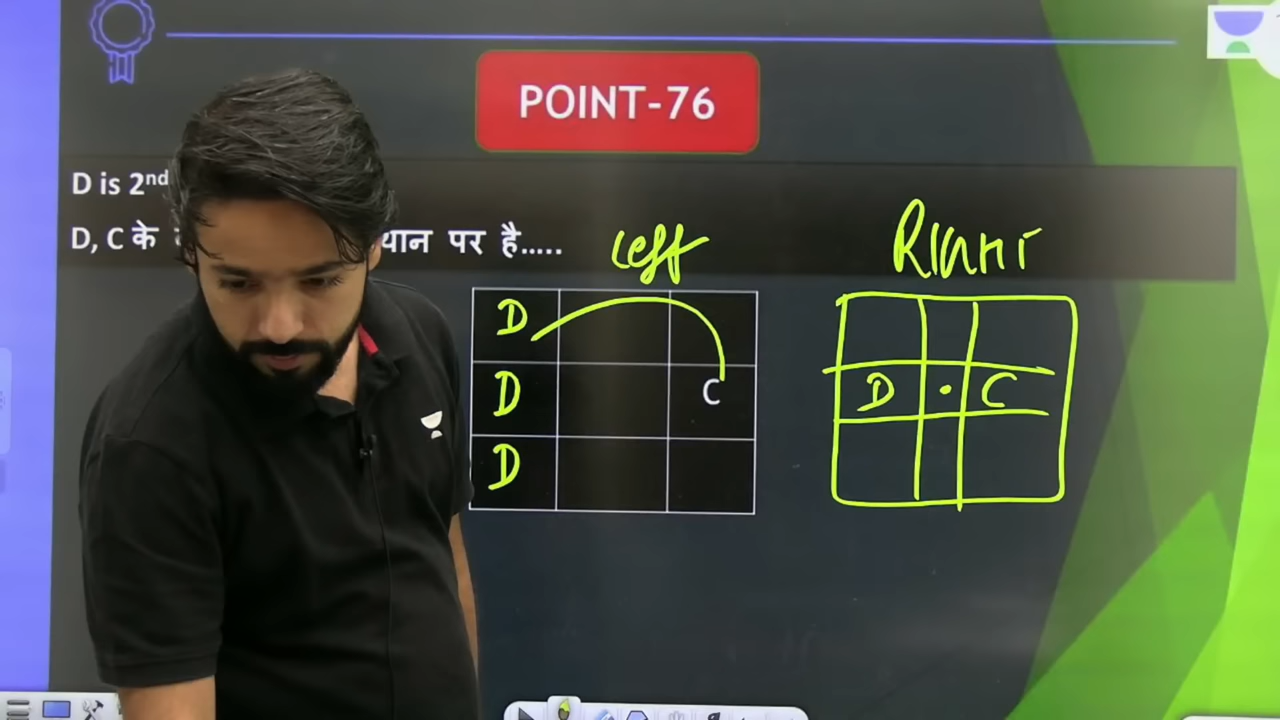 POINT-76
D is 2nd
D, C के थान पर है.....
Left Right
D
D C D . C
D